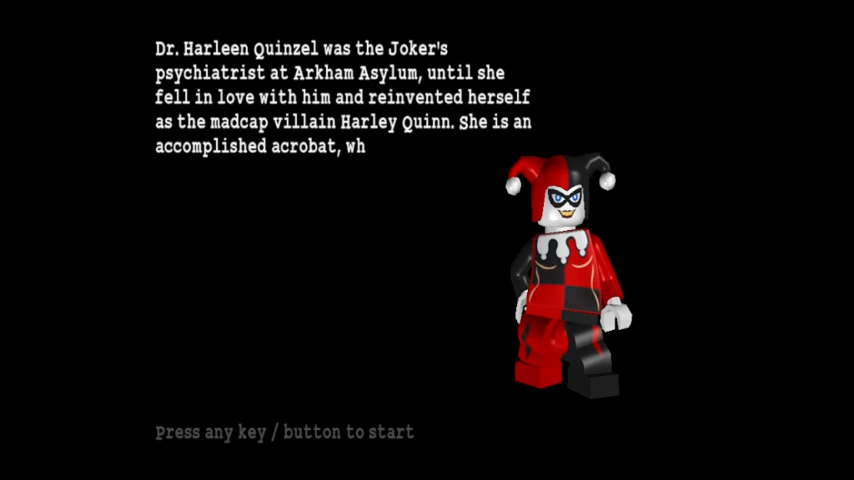 Dr. Harleen Quinzel was the Joker's
psychiatrist at Arkham Asylum, until she
fell in love with him and reinvented herself
as the madcap villain Harley Quinn. She is an
accomplished acrobat, wh
Press any key / button to start